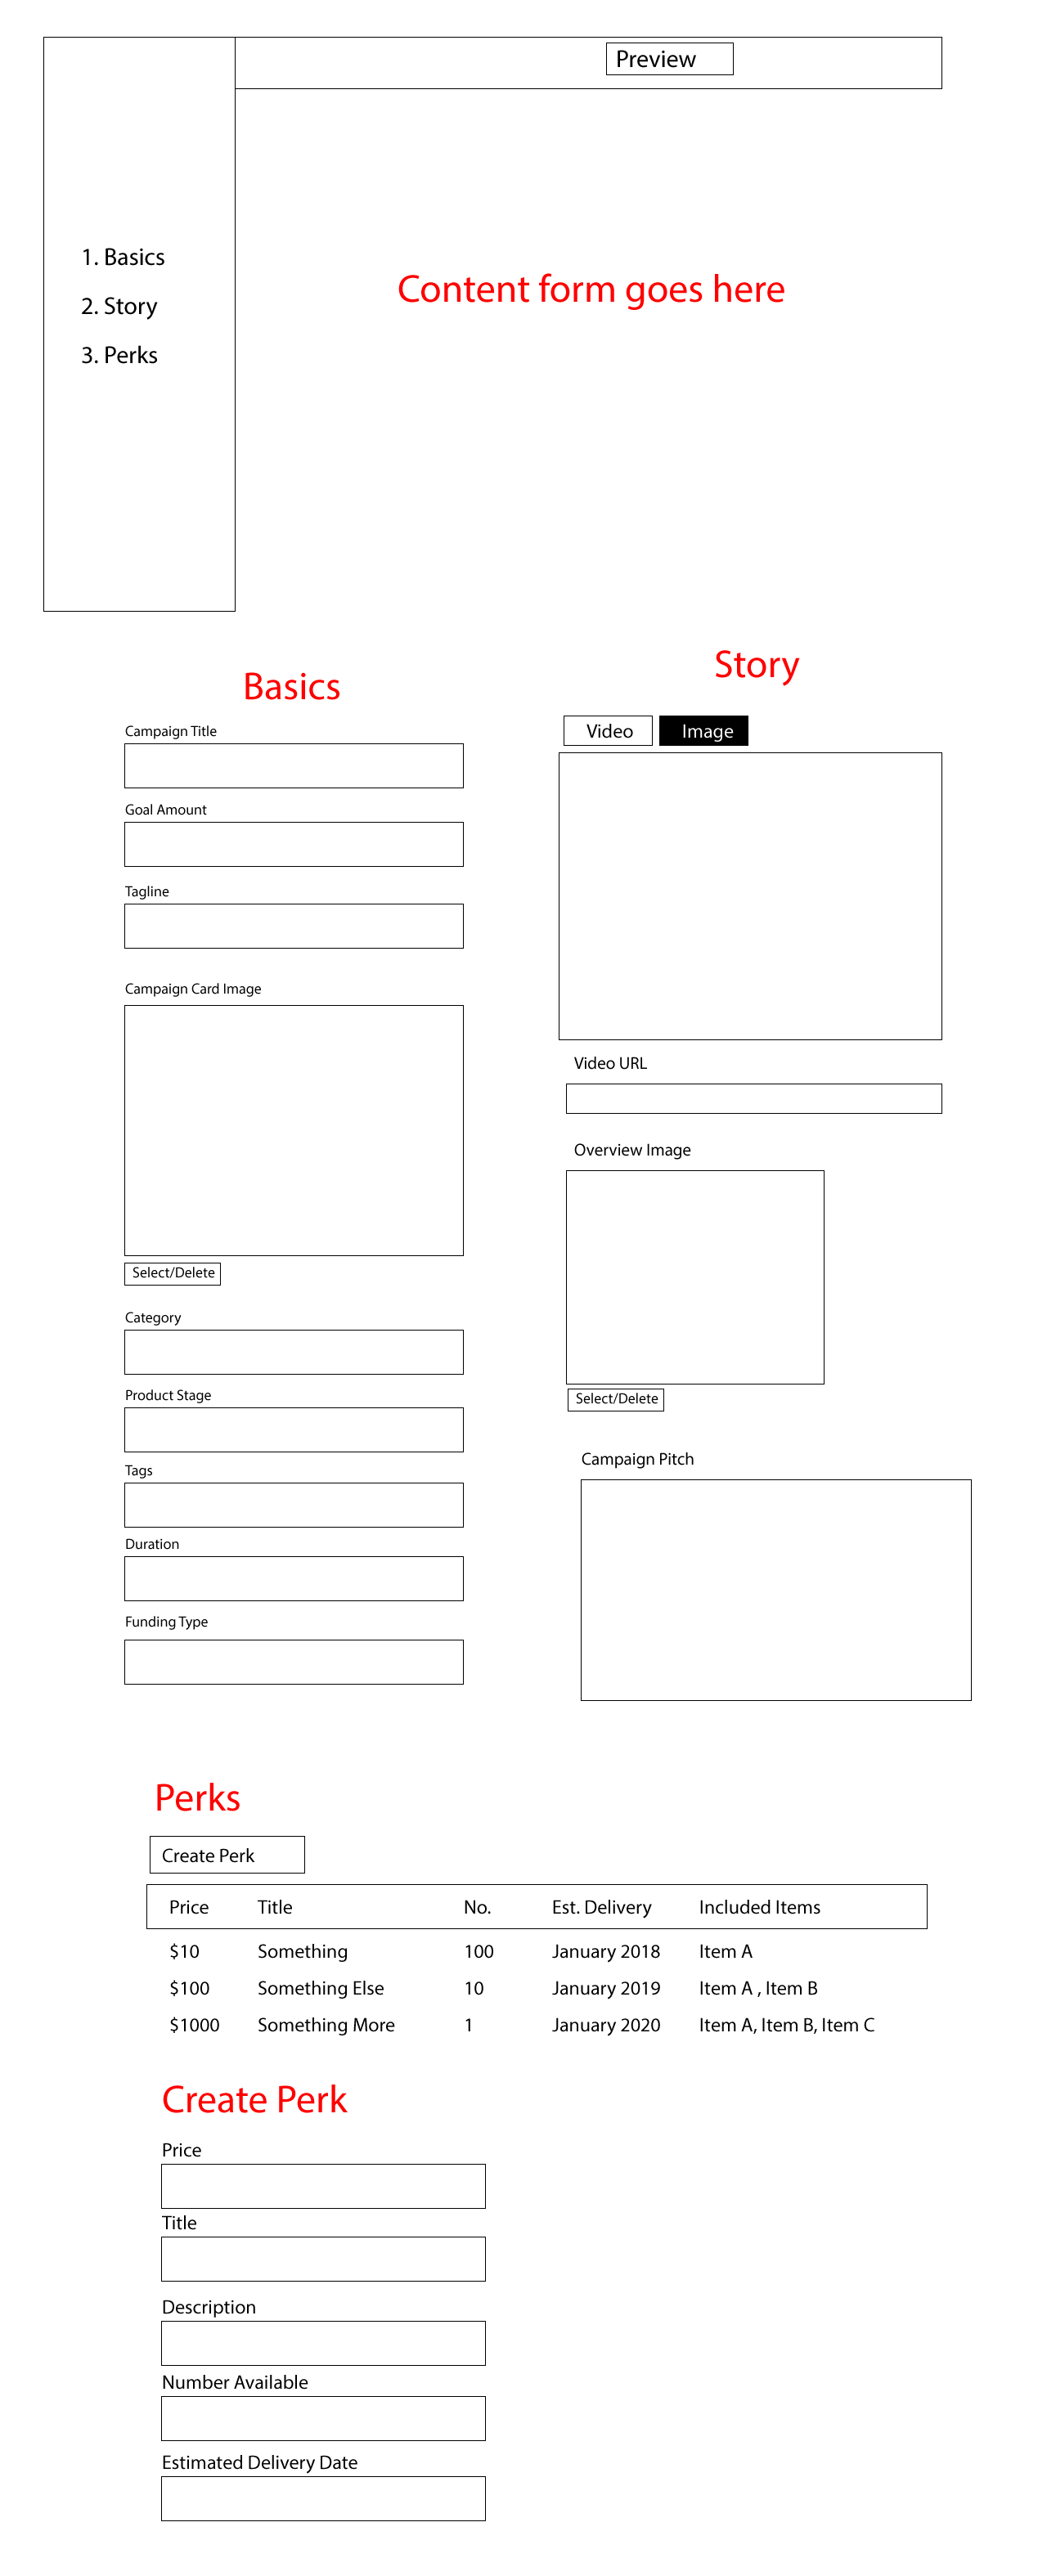 Preview
1. Basics
2. Story
3. Perks
Content form goes here
Basics
Campaign Title
Goal Amount
Tagline
Campaign Card Image
Select/Delete
Category
Product Stage
Tags
Duration
Funding Type
Story
Video Image
Video URL
Overview Image
Select/Delete
Campaign Pitch
Perks
Create Perk
Price Title No. Est. Delivery Included Items
$10 Something 100 January 2018 Item A
$100 Something Else 10 January 2019 Item A , Item B
$1000 Something More 1 January 2020 Item A, Item B, Item C
Create Perk
Price
Title
Description
Number Available
Estimated Delivery Date